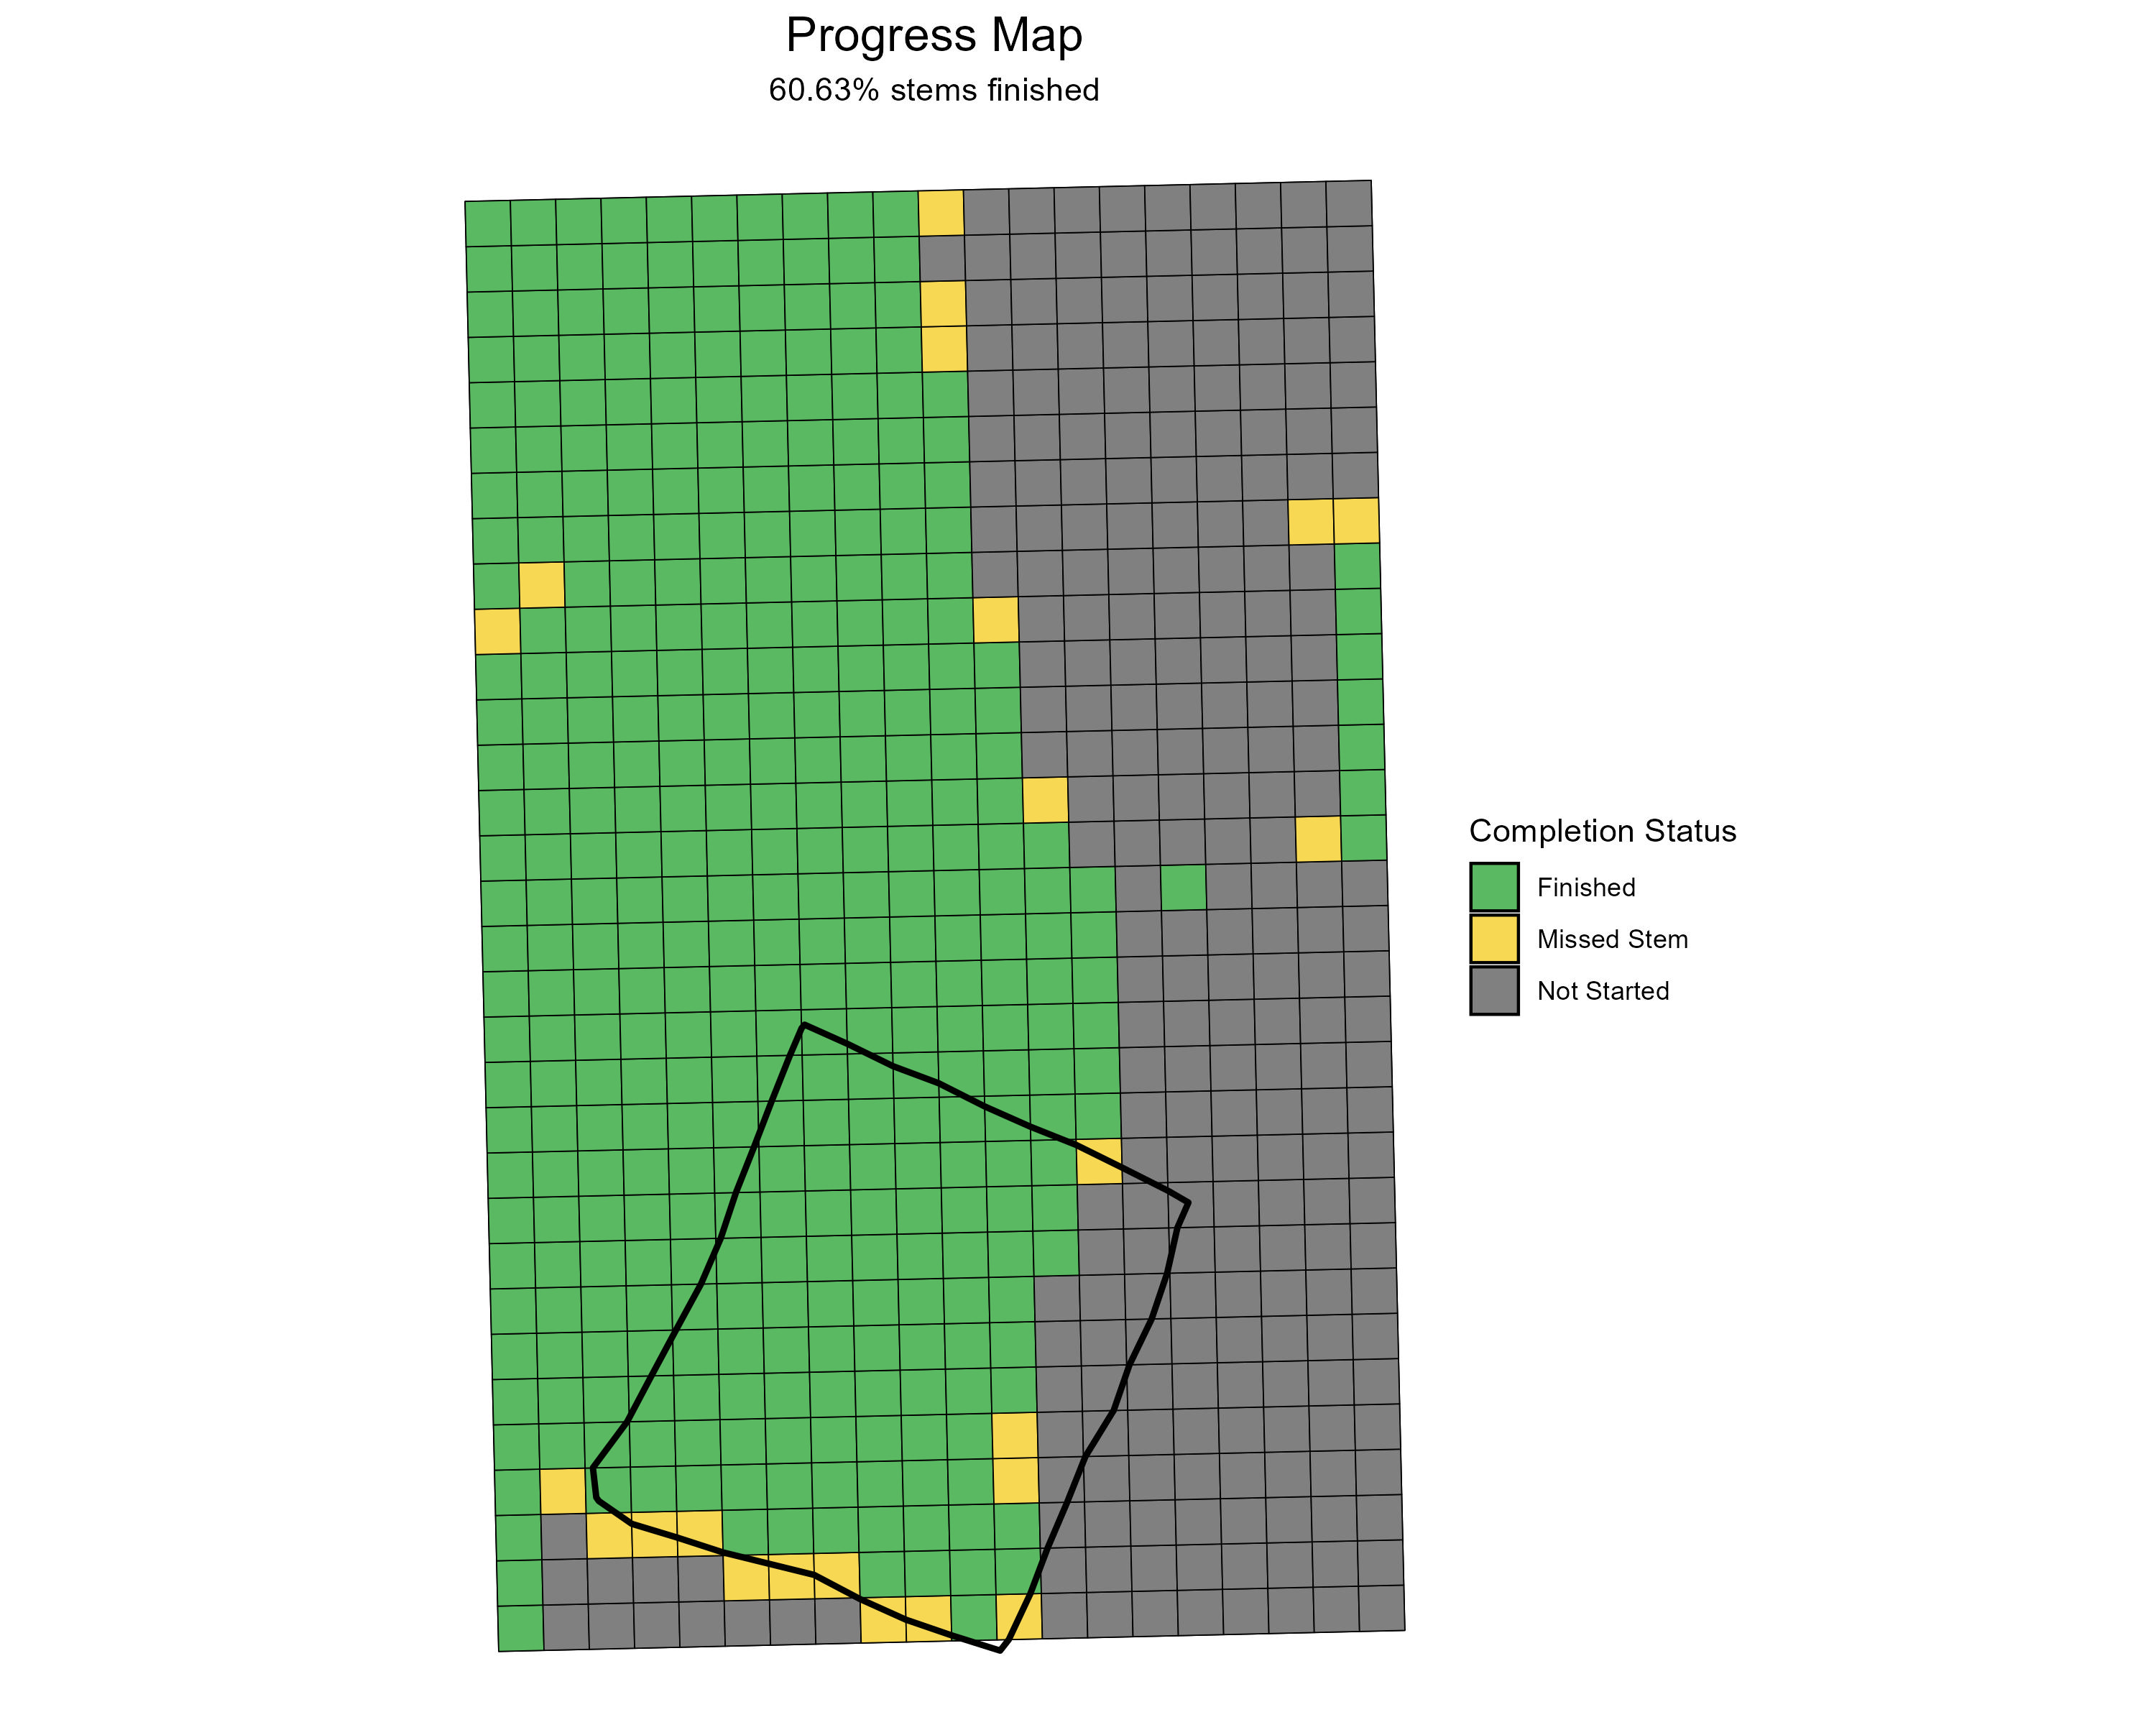 Progress Map
60.63% stems finished
Completion Status
Finished
Missed Stem
Not Started